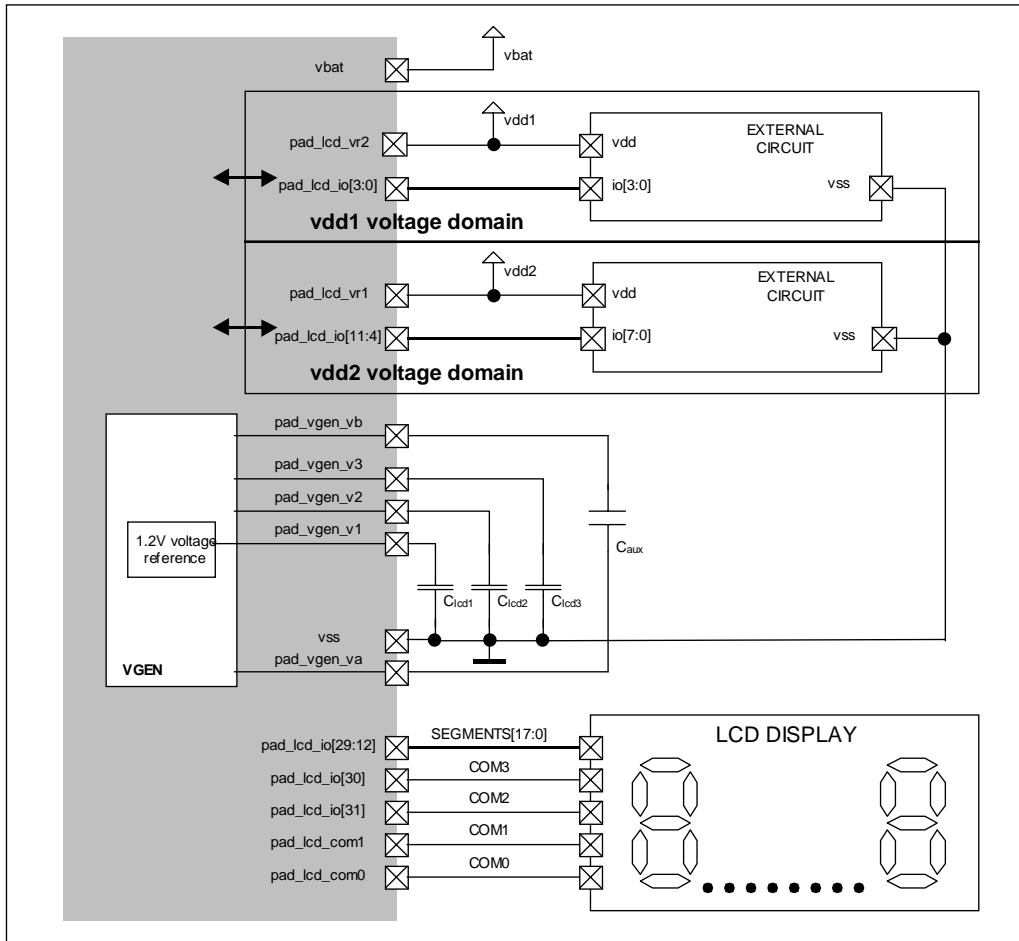 vbat
vbat
vdd1
EXTERNAL
CIRCUIT
pad_lcd_vr2
vdd
pad_lcd_io[3:0]
io[3:0]
vss
vdd1 voltage domain
vdd2
EXTERNAL
CIRCUIT
pad_lcd_vr1
vdd
pad_lcd_io[11:4]
io[7:0]
vss
vdd2 voltage domain
pad_vgen_vb
pad_vgen_v3
pad_vgen_v2
pad_vgen_v1
1.2V voltage
reference
Caux
Clcd1
Clcd2
Clcd3
vss
pad_vgen_va
VGEN
LCD DISPLAY
pad_lcd_io[29:12]
SEGMENTS[17:0]
pad_lcd_io[30]
COM3
pad_lcd_io[31]
COM2
pad_lcd_com1
COM1
pad_lcd_com0
COM0